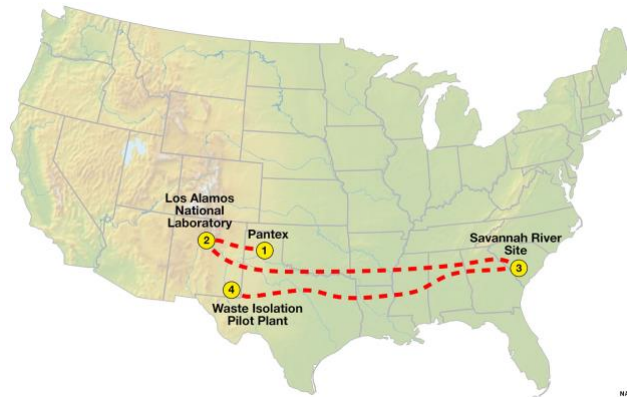 Los Alamos
National
Laboratory
2
Pantex
1
Savannah River
Site
3
4
Waste Isolation
Pilot Plant